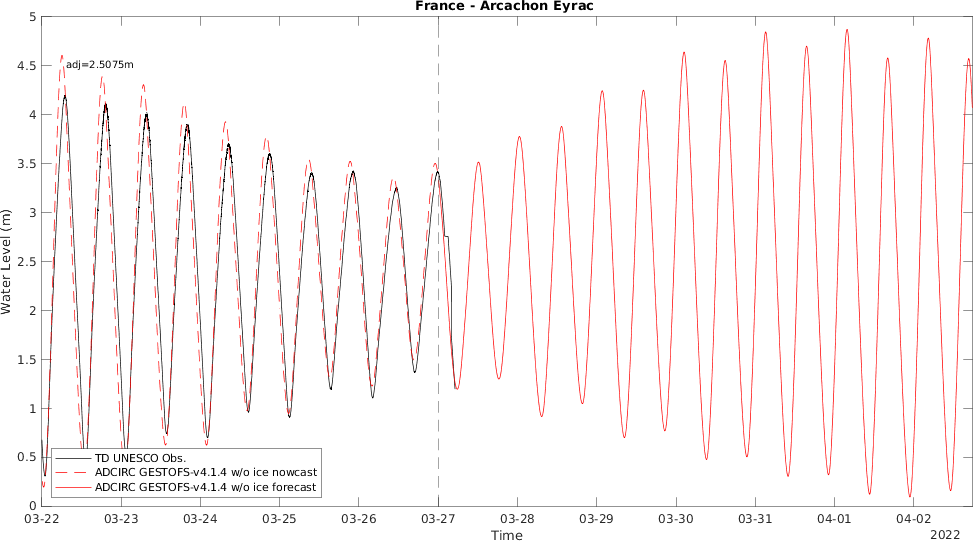 France - Arcachon Eyrac
5
4.5
4
3.5
3
2.5
2
1.5
1
0.5
0
Water Level (m)
adj=2.5075m
TD UNESCO Obs.
ADCIRC GESTOFS-v4.1.4 w/o ice nowcast
ADCIRC GESTOFS-v4.1.4 w/o ice forecast
03-22 03-23 03-24 03-25 03-26 03-27 03-28 03-29 03-30 03-31 04-01 04-02
Time
2022